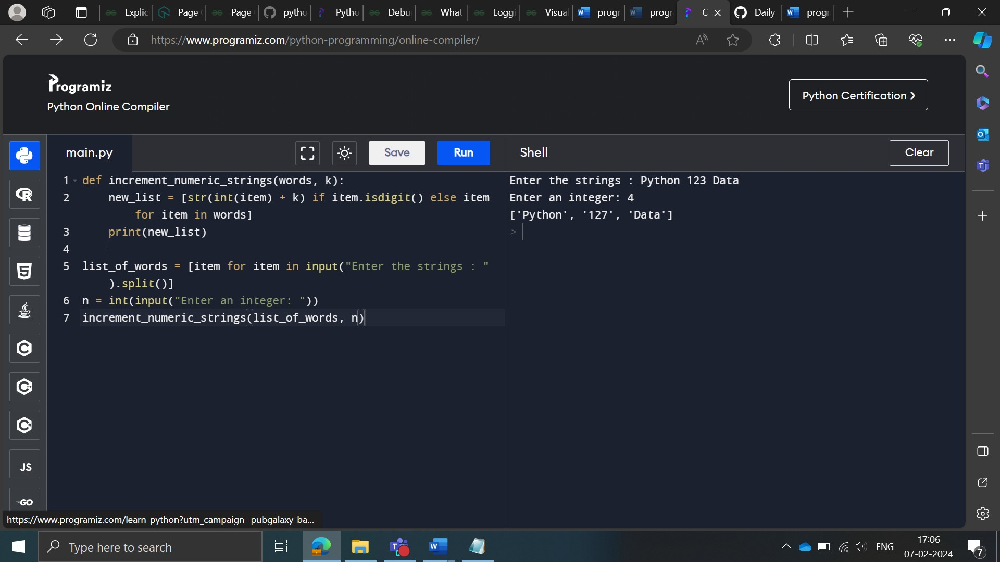 Explic
Page
Page
pytho
Pytho
Debu
What
Loggi
Visual
progr
progr
C
Daily_
progr
https://www.programiz.com/python-programming/online-compiler/
Programiz
Python Online Compiler
Python Certification ❯
main.py
Save
Run
Shell
Clear
1 def increment_numeric_strings(words, k):
2 new_list = [str(int(item) + k) if item.isdigit() else item
for item in words]
3 print(new_list)
4
5 list_of_words = [item for item in input("Enter the strings : "
).split()]
6 n = int(input("Enter an integer: "))
7 increment_numeric_strings(list_of_words, n)
Enter the strings : Python 123 Data
Enter an integer: 4
['Python', '127', 'Data']
>
JS
GO
https://www.programiz.com/learn-python?utm_campaign=pubgalaxy-ba...
Type here to search
ENG
17:06
07-02-2024
7